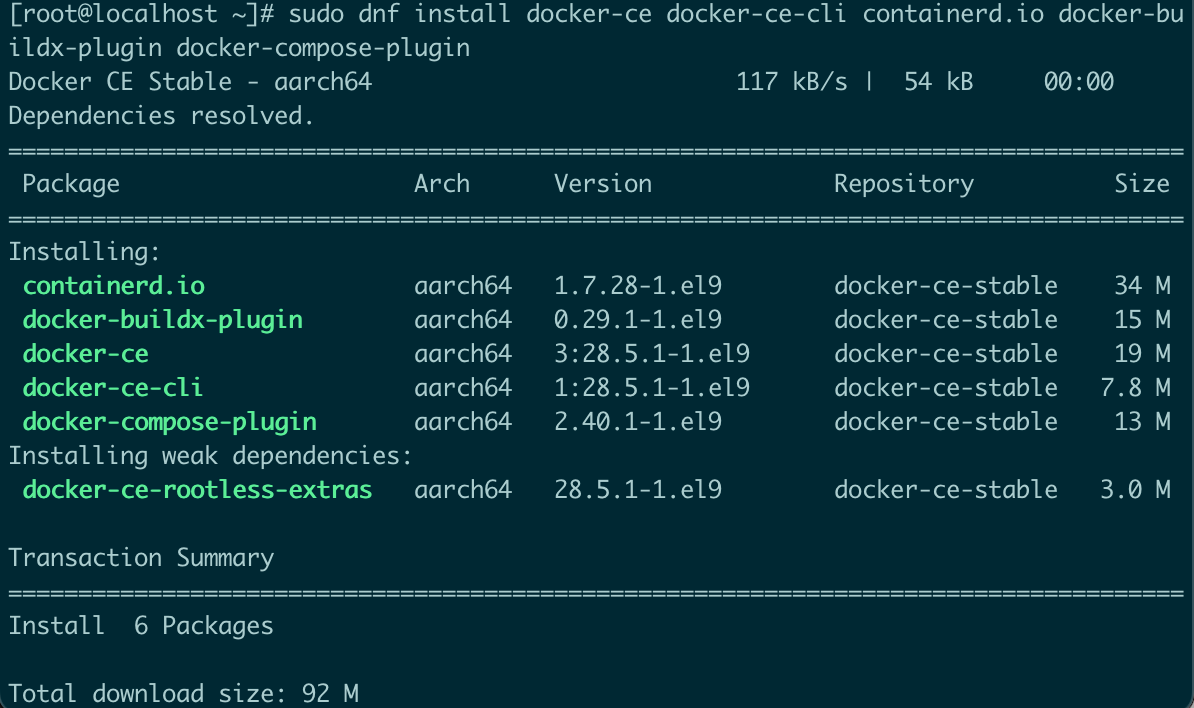 [root@localhost ~]# sudo dnf install docker-ce docker-ce-cli containerd.io docker-bu
ildx-plugin docker-compose-plugin
Docker CE Stable - aarch64                          117 kB/s |  54 kB     00:00
Dependencies resolved.
====================================================================================
 Package                     Arch      Version             Repository          Size
====================================================================================
Installing:
 containerd.io               aarch64   1.7.28-1.el9        docker-ce-stable    34 M
 docker-buildx-plugin        aarch64   0.29.1-1.el9        docker-ce-stable    15 M
 docker-ce                   aarch64   3:28.5.1-1.el9      docker-ce-stable    19 M
 docker-ce-cli               aarch64   1:28.5.1-1.el9      docker-ce-stable   7.8 M
 docker-compose-plugin       aarch64   2.40.1-1.el9        docker-ce-stable    13 M
Installing weak dependencies:
 docker-ce-rootless-extras   aarch64   28.5.1-1.el9        docker-ce-stable   3.0 M

Transaction Summary
====================================================================================
Install  6 Packages

Total download size: 92 M